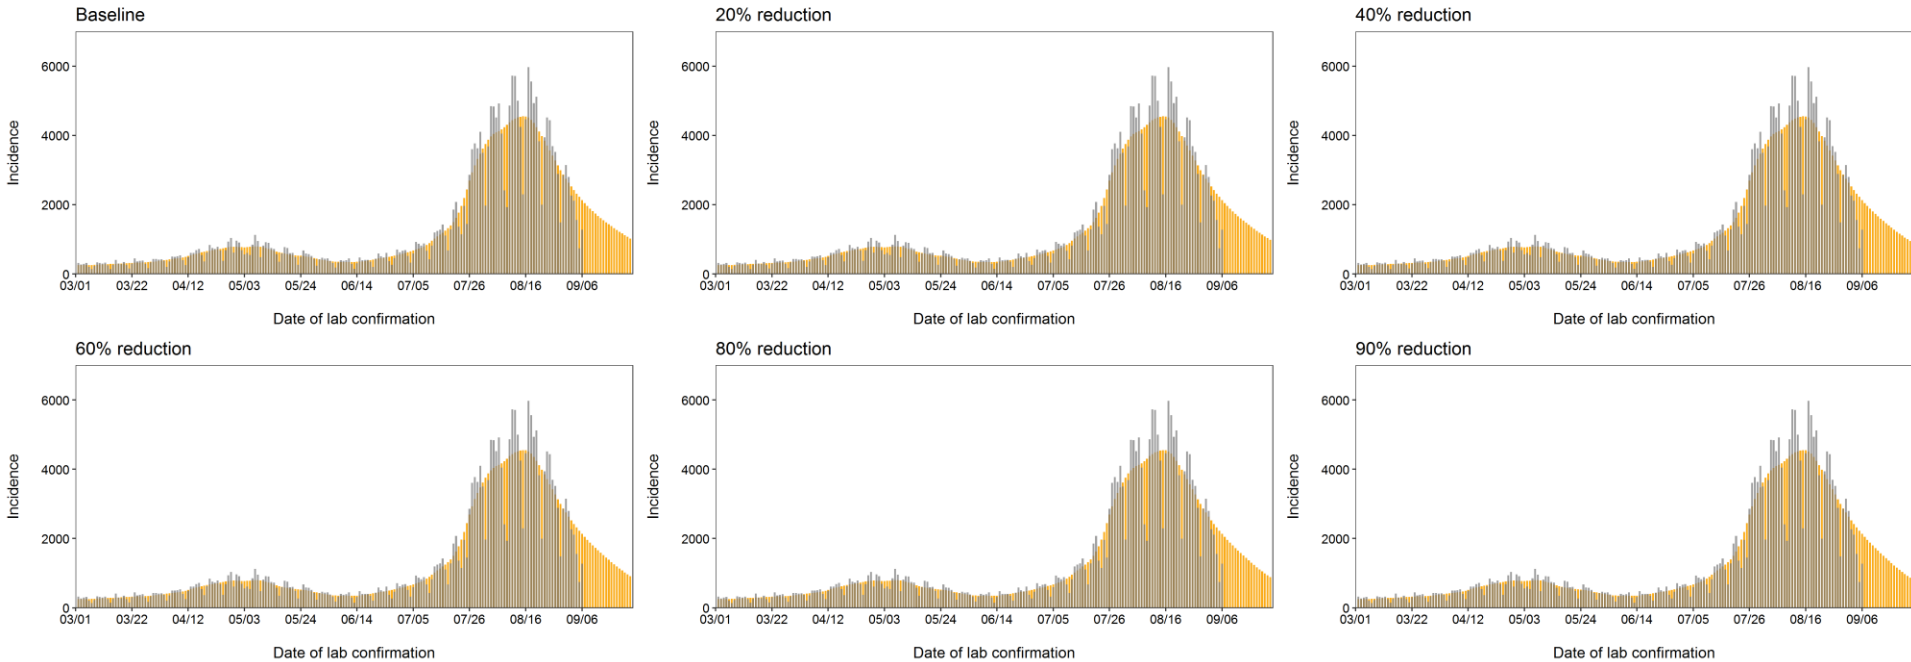 Baseline
6000
4000
2000
0
Incidence
03/01 03/22 04/12 05/03 05/24 06/14 07/05 07/26 08/16 09/06
Date of lab confirmation
20% reduction
6000
4000
2000
0
Incidence
03/01 03/22 04/12 05/03 05/24 06/14 07/05 07/26 08/16 09/06
Date of lab confirmation
40% reduction
6000
4000
2000
0
Incidence
03/01 03/22 04/12 05/03 05/24 06/14 07/05 07/26 08/16 09/06
Date of lab confirmation
60% reduction
6000
4000
2000
0
Incidence
03/01 03/22 04/12 05/03 05/24 06/14 07/05 07/26 08/16 09/06
Date of lab confirmation
80% reduction
6000
4000
2000
0
Incidence
03/01 03/22 04/12 05/03 05/24 06/14 07/05 07/26 08/16 09/06
Date of lab confirmation
90% reduction
6000
4000
2000
0
Incidence
03/01 03/22 04/12 05/03 05/24 06/14 07/05 07/26 08/16 09/06
Date of lab confirmation